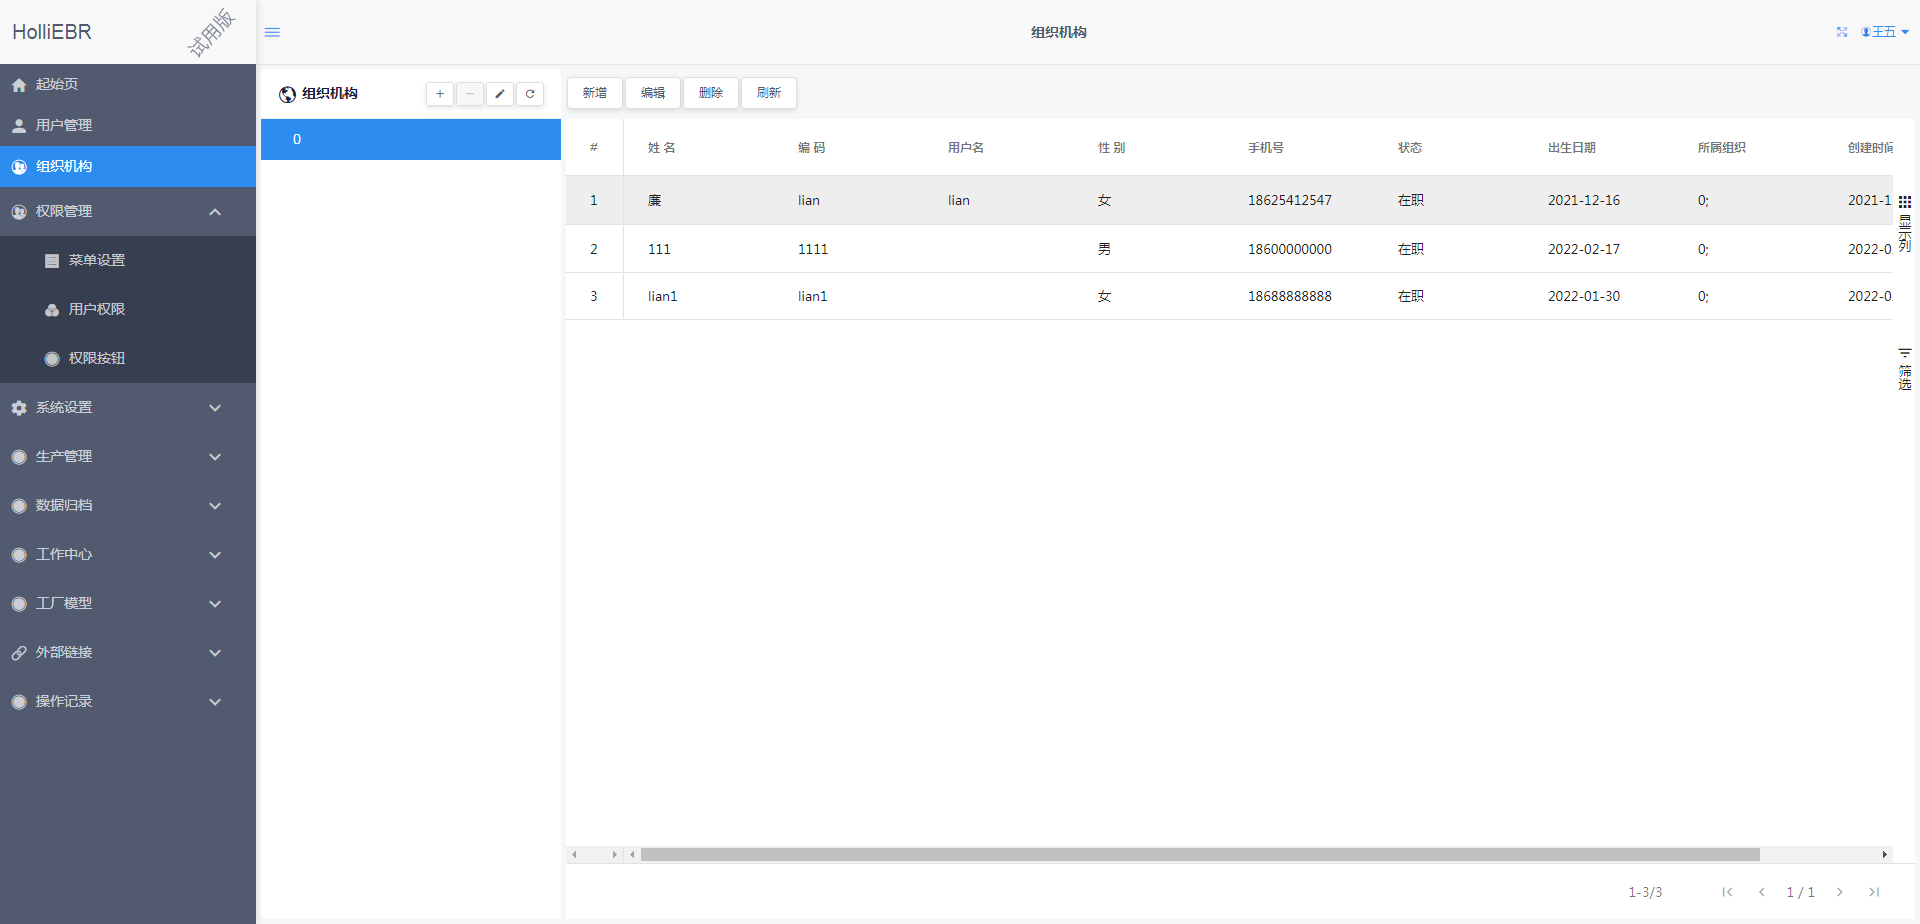 HolliEBR
试用版
组织机构
王五
起始页
用户管理
组织机构
权限管理
菜单设置
用户权限
权限按钮
系统设置
生产管理
数据归档
工作中心
工厂模型
外部链接
操作记录
组织机构
0
新增 编辑 删除 刷新
# 姓 名 编 码 用户名 性 别 手机号 状态 出生日期 所属组织 创建时间
1 廉 lian lian 女 18625412547 在职 2021-12-16 0; 2021-1
2 111 1111 男 18600000000 在职 2022-02-17 0; 2022-0
3 lian1 lian1 女 18688888888 在职 2022-01-30 0; 2022-0
显示列
筛选
1-3/3 1 / 1